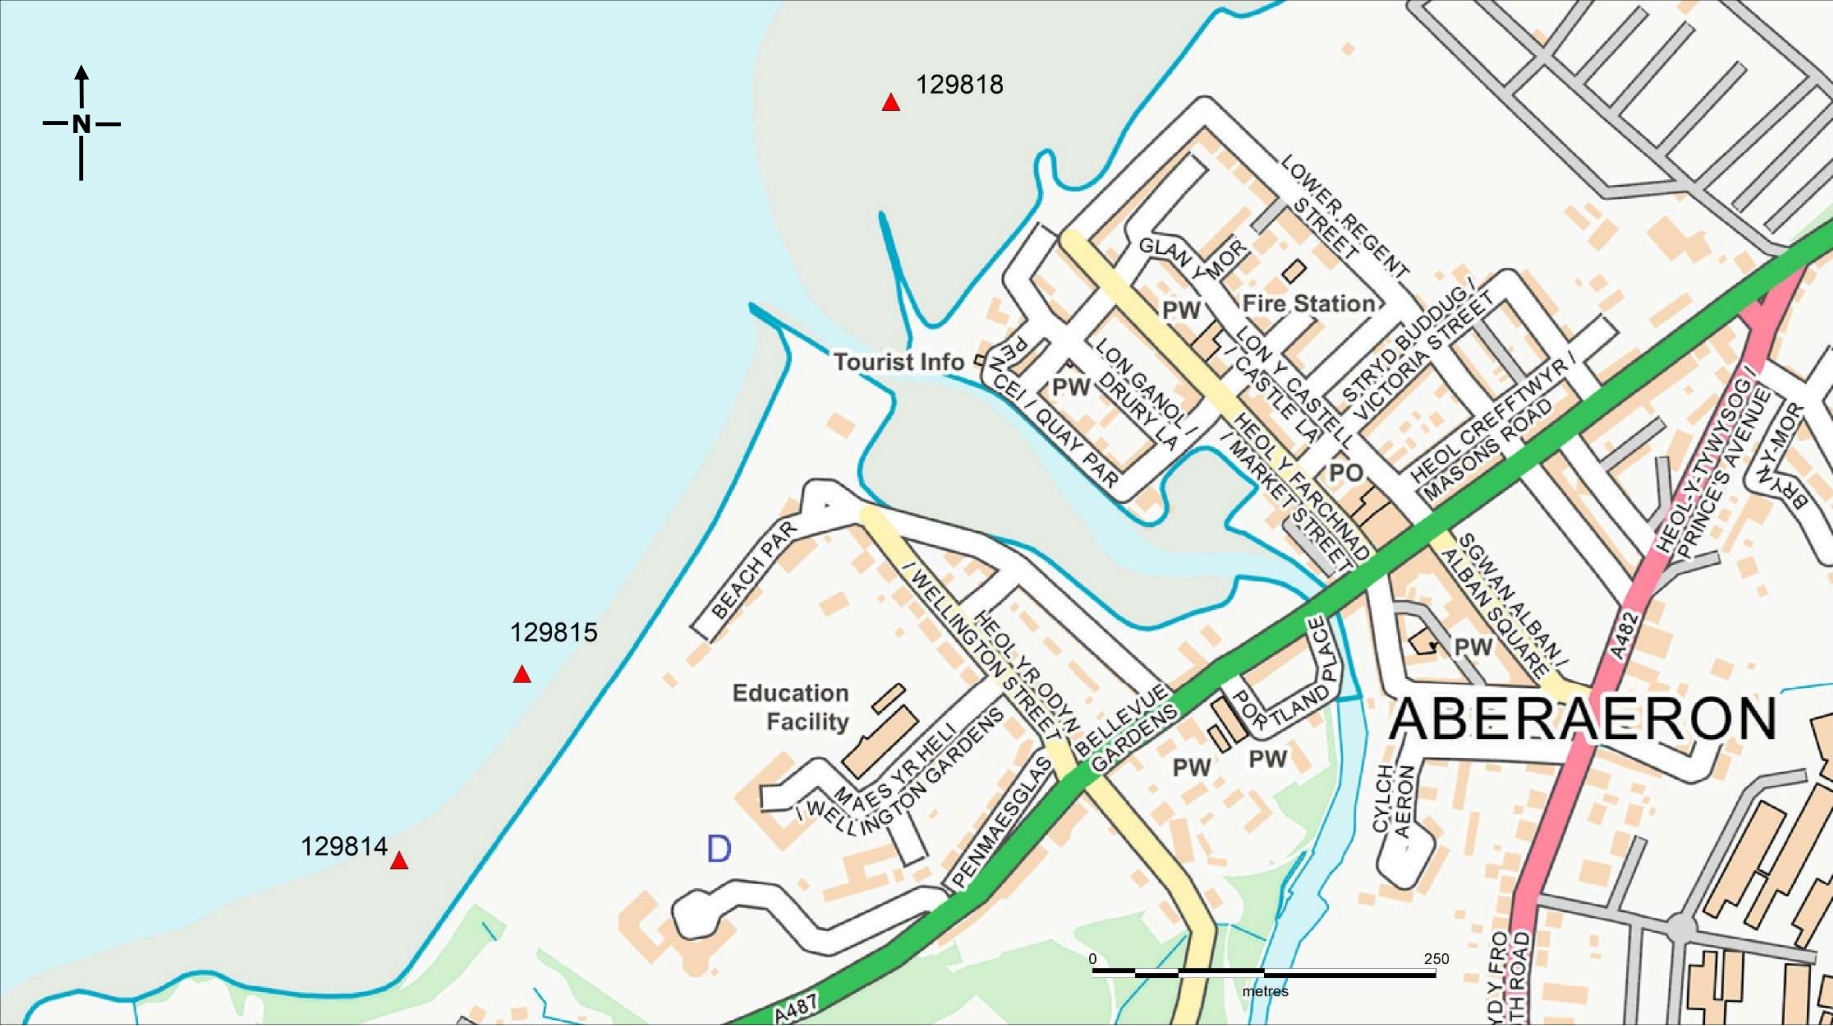 129818
N
LOWER REGENT
STREET
GLAN Y MOR
PW
Fire Station
STRYD BUDDUG /
VICTORIA STREET
Tourist Info
PEN CEI / QUAY PAR
PW
LON GANOL /
DRURY LA
LON Y CASTELL
/ CASTLE LA
HEOL CREFFTWYR /
MASONS ROAD
HEOL-Y-TYWYSOG /
PRINCE'S AVENUE
BRYN-Y-MOR
HEOL Y FARCHNAD
/ MARKET STREET
PO
BEACH PAR
SGWAN ALBAN /
ALBAN SQUARE
129815
HEOL YR ODYN
/ WELLINGTON STREET
PORTLAND PLACE
PW
A482
Education
Facility
BELLEVUE
GARDENS
ABERAERON
MAES YR HELI
/ WELLINGTON GARDENS
PW
PW
CYLCH
AERON
129814
D
PENMAESGLAS
0
250
metres
YD Y FRO
TH ROAD
A487